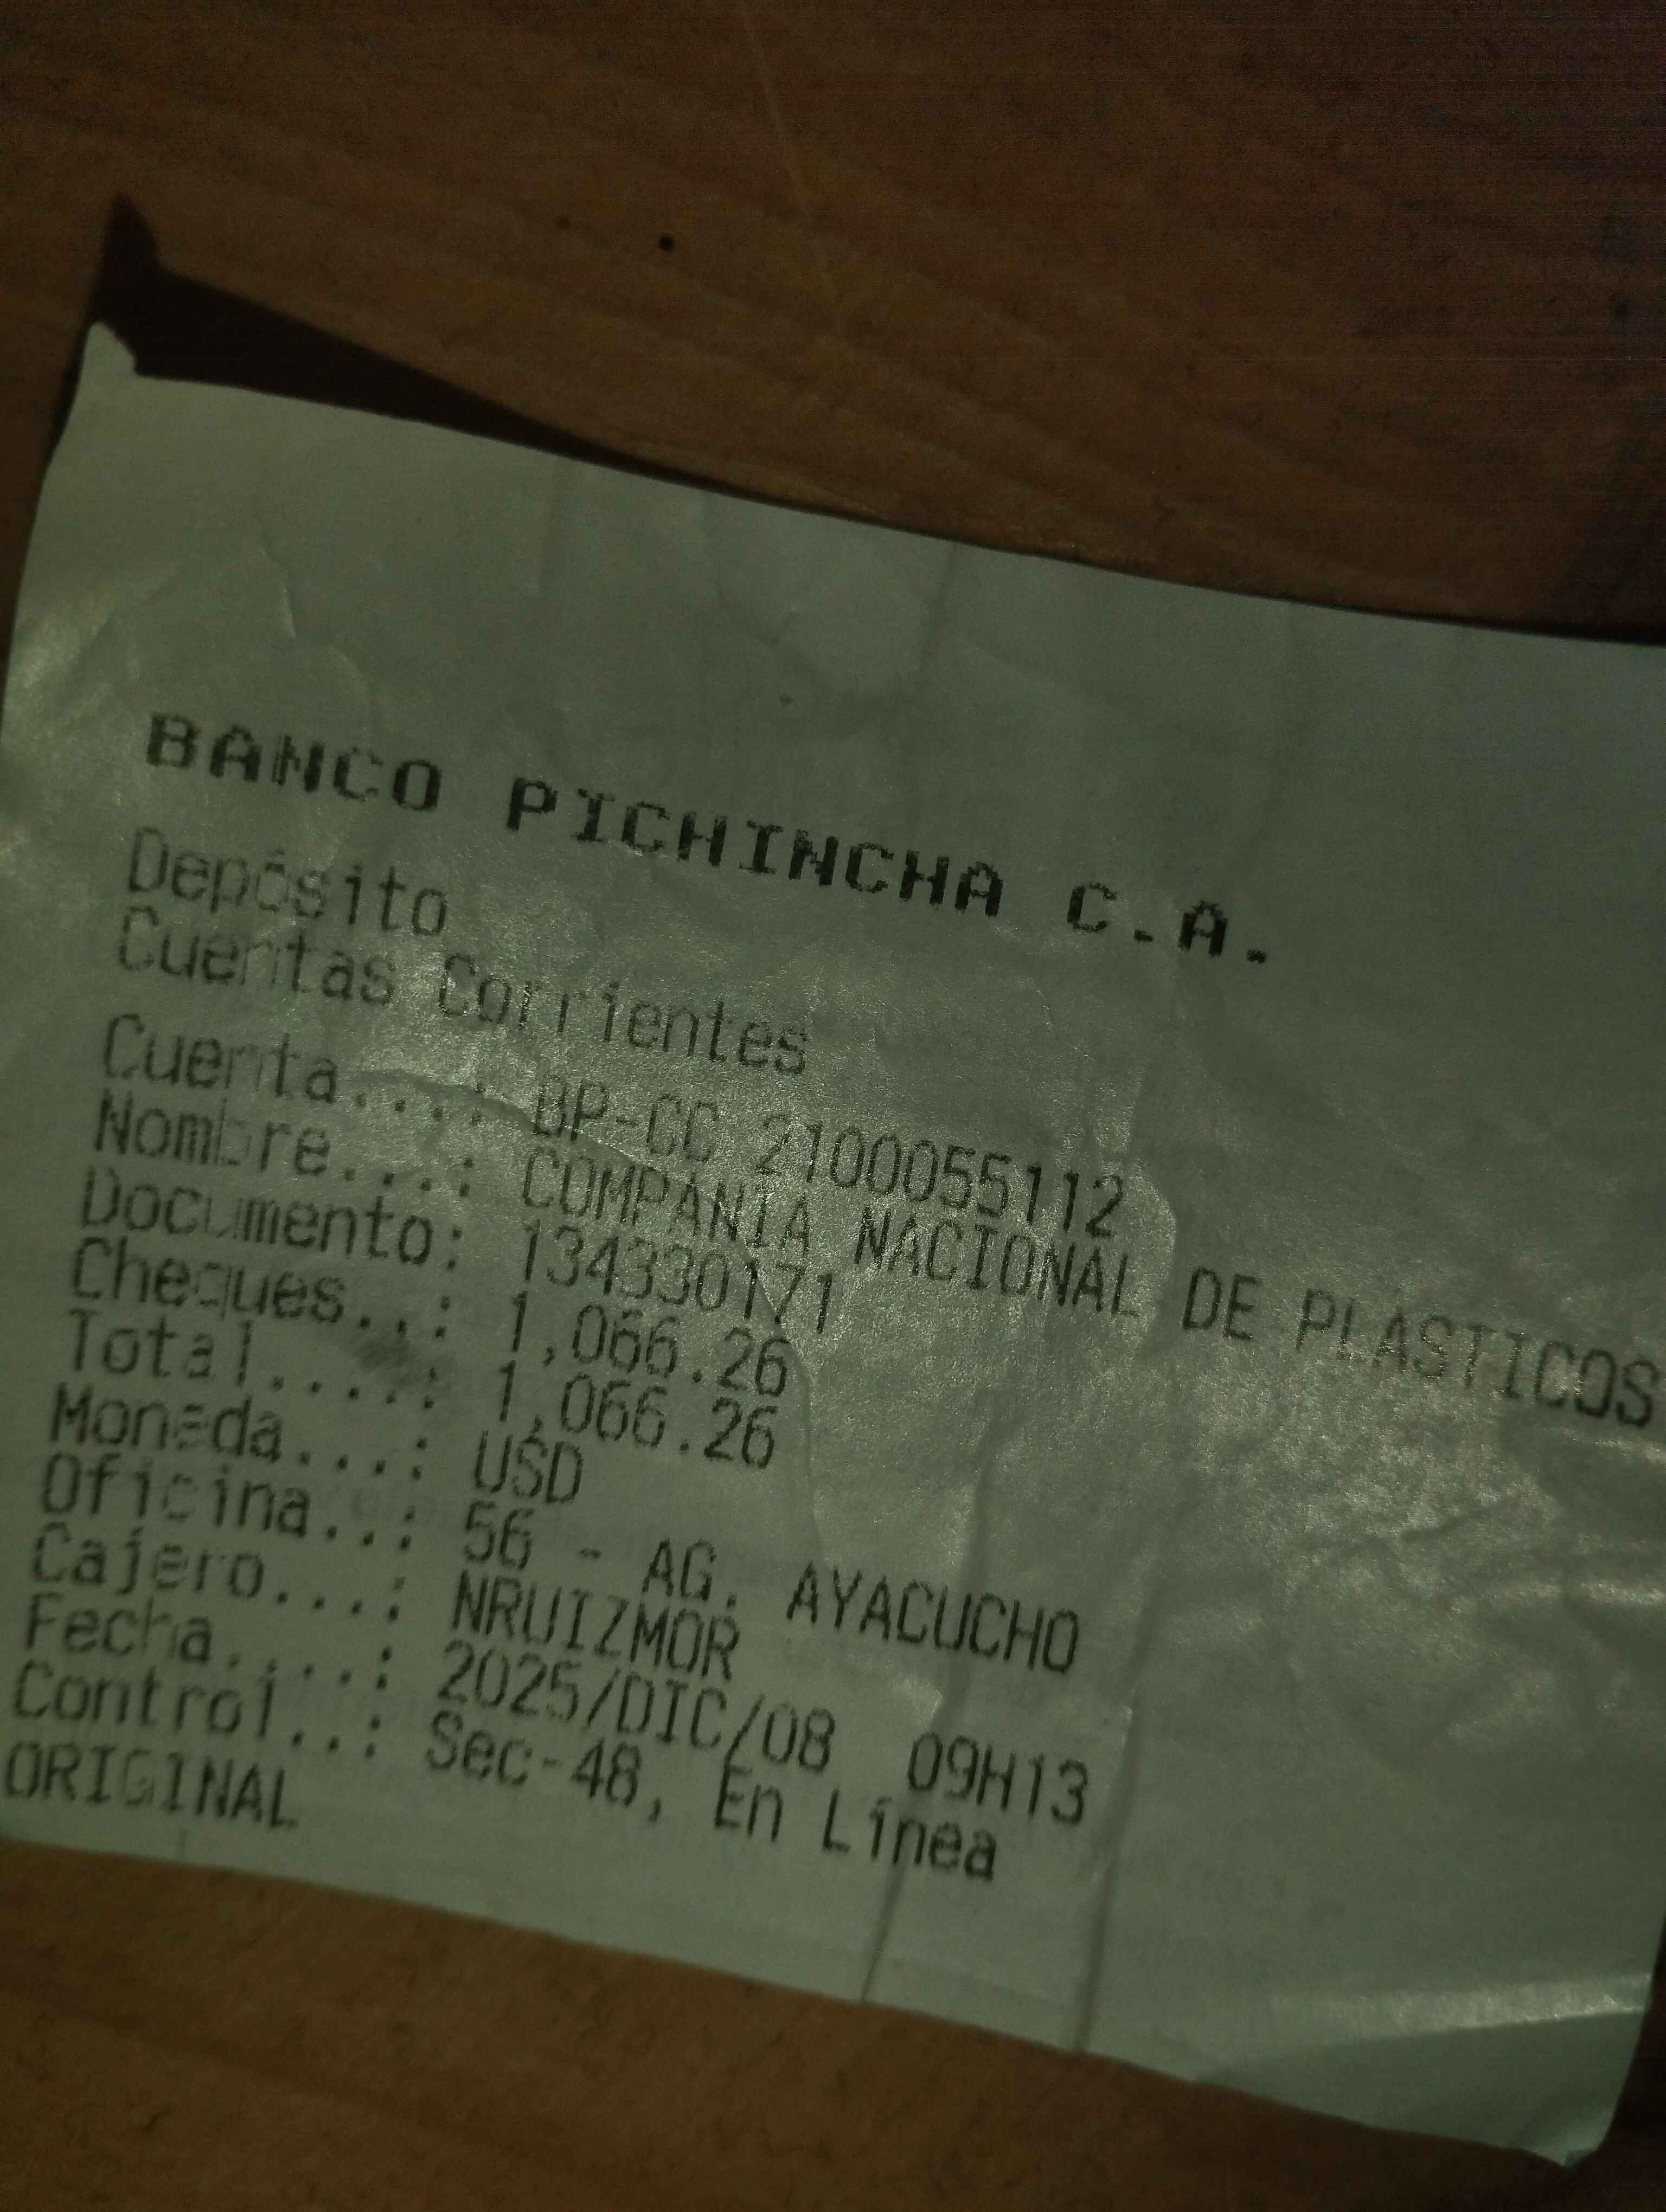 BANCO PICHINCHA C.A.
Depósito
Cuentas Corrientes
Cuenta....: BP-CC 2100055112
Nombre....: COMPANIA NACIONAL DE PLASTICOS
Documento: 134330171
Cheques..: 1,066.26
Total....: 1,066.26
Moneda...: USD
Oficina..: 56 - AG. AYACUCHO
Cajero...: NRUIZMOR
Fecha....: 2025/DIC/08 09H13
Control..: Sec-48, En Línea
ORIGINAL